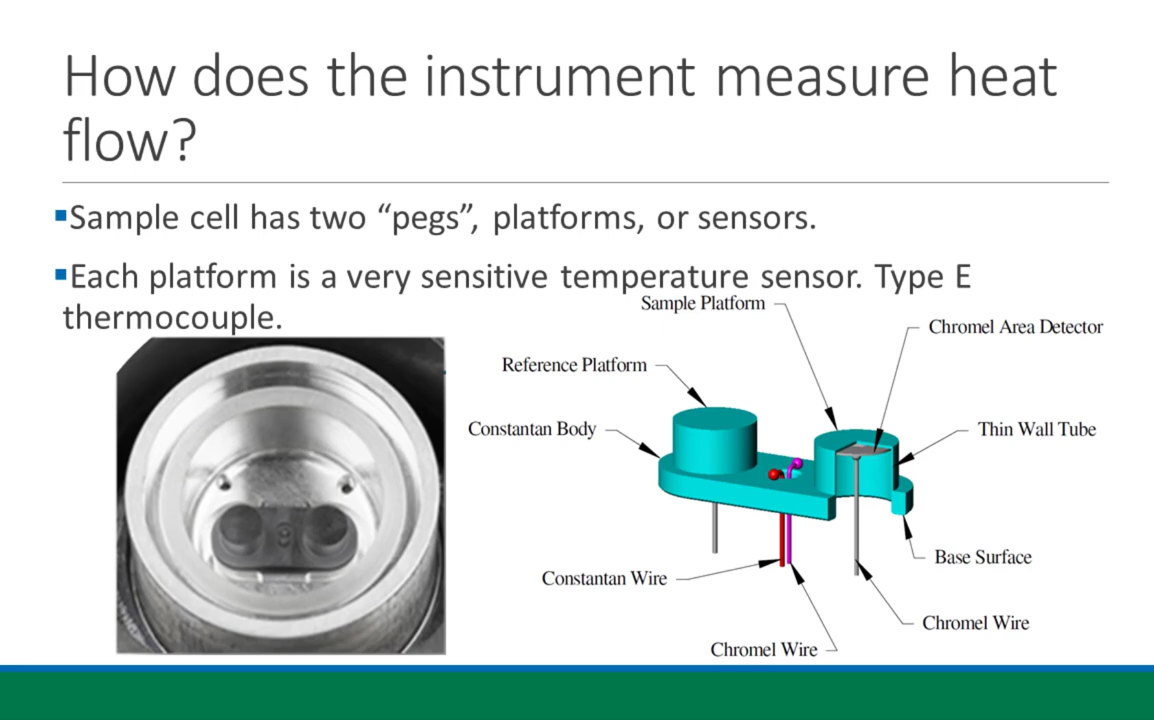 How does the instrument measure heat
flow?
▪Sample cell has two “pegs”, platforms, or sensors.
▪Each platform is a very sensitive temperature sensor. Type E
thermocouple.
Sample Platform
Chromel Area Detector
Reference Platform
Constantan Body
Thin Wall Tube
Base Surface
Constantan Wire
Chromel Wire
Chromel Wire